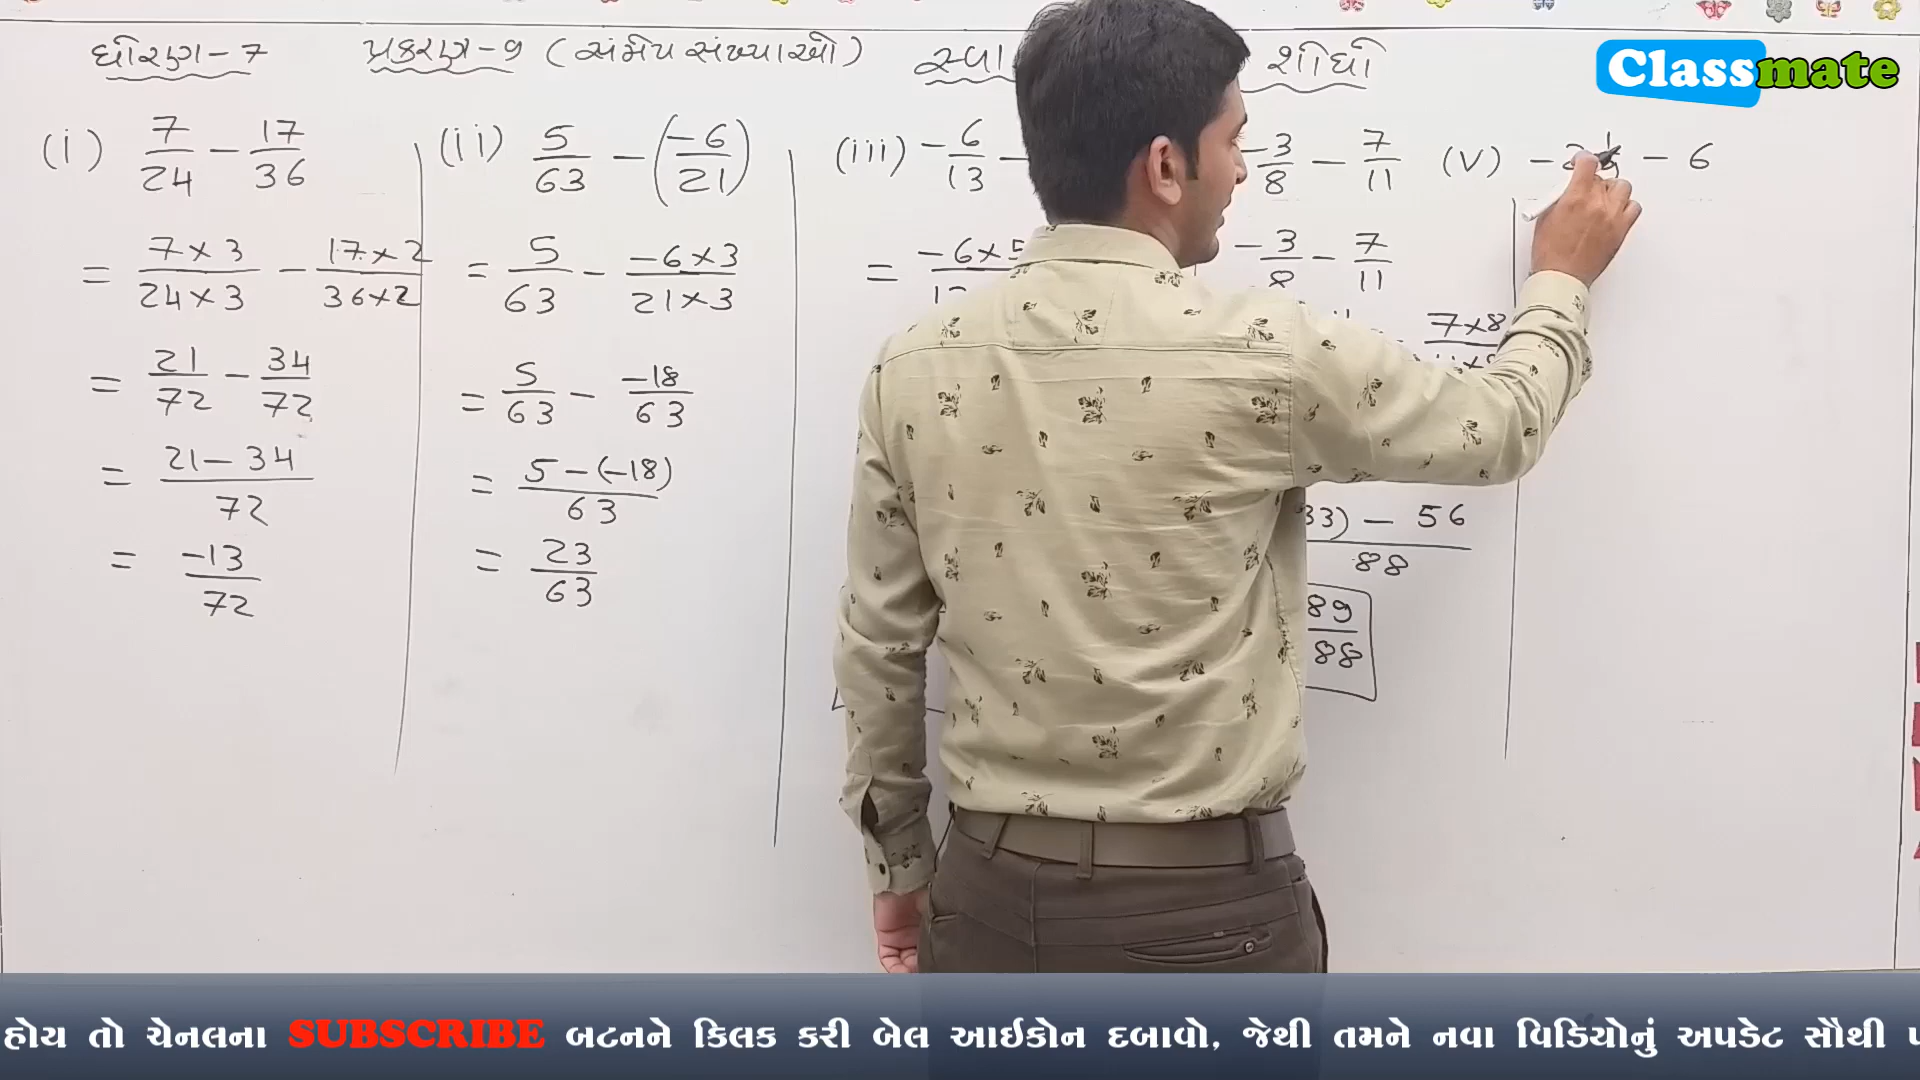 ધોરણ-7 પ્રકરણ-9 (સંમેય સંખ્યાઓ) સ્વા શોધો
Classmate
(i) 7/24 - 17/36
= 7×3/24×3 - 17×2/36×2
= 21/72 - 34/72
= 21-34/72
= -13/72
(ii) 5/63 - (-6/21)
= 5/63 - -6×3/21×3
= 5/63 - -18/63
= 5-(-18)/63
= 23/63
(iii) -6/13 -
= -6×5
-3/8 - 7/11
-3/8 - 7/11
7×8
33) - 56/88
89/88
(V) - 6
હોય તો ચેનલના SUBSCRIBE બટનને ક્લિક કરી બેલ આઈકોન દબાવો, જેથી તમને નવા વિડિયોનું અપડેટ સૌથી